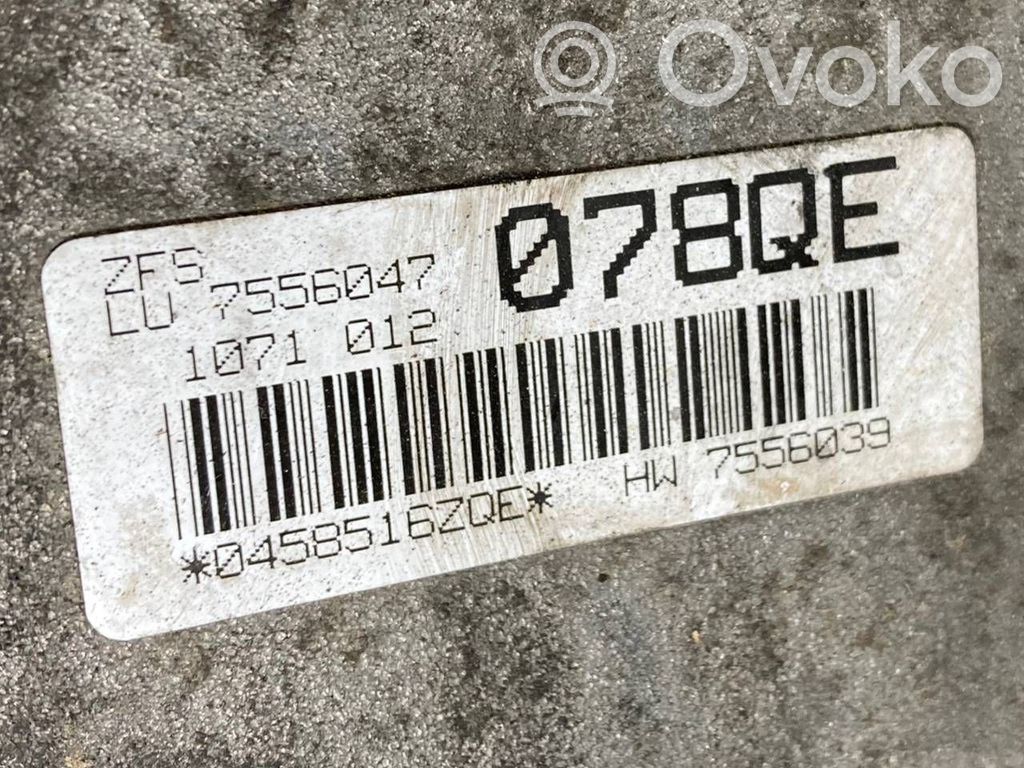 Ovoko
ZFS 078QE
LU 7556047
1071 012
*0458516ZQE* HW 7556039